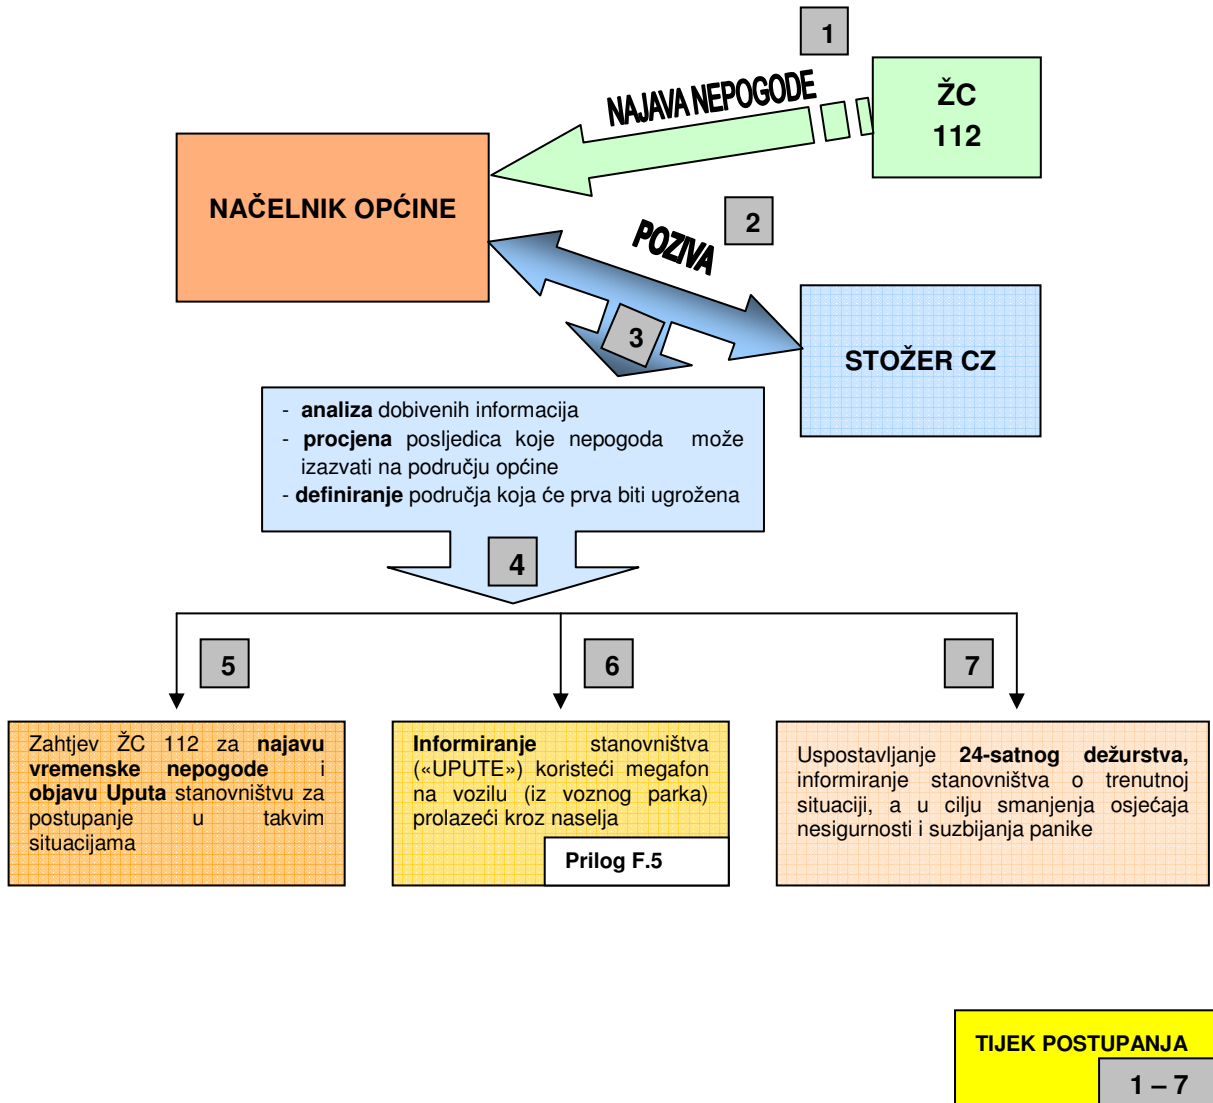 1
NAJAVA NEPOGODE
ŽC
112
NAČELNIK OPĆINE
2
POZIVA
3
STOŽER CZ
- analiza dobivenih informacija
- procjena posljedica koje nepogoda može
izazvati na području općine
- definiranje područja koja će prva biti ugrožena
4
5
6
7
Zahtjev ŽC 112 za najavu
vremenske nepogode i
objavu Uputa stanovništvu za
postupanje u takvim
situacijama
Informiranje stanovništva
(«UPUTE») koristeći megafon
na vozilu (iz voznog parka)
prolazeći kroz naselja
Prilog F.5
Uspostavljanje 24-satnog dežurstva,
informiranje stanovništva o trenutnoj
situaciji, a u cilju smanjenja osjećaja
nesigurnosti i suzbijanja panike
TIJEK POSTUPANJA
1 – 7